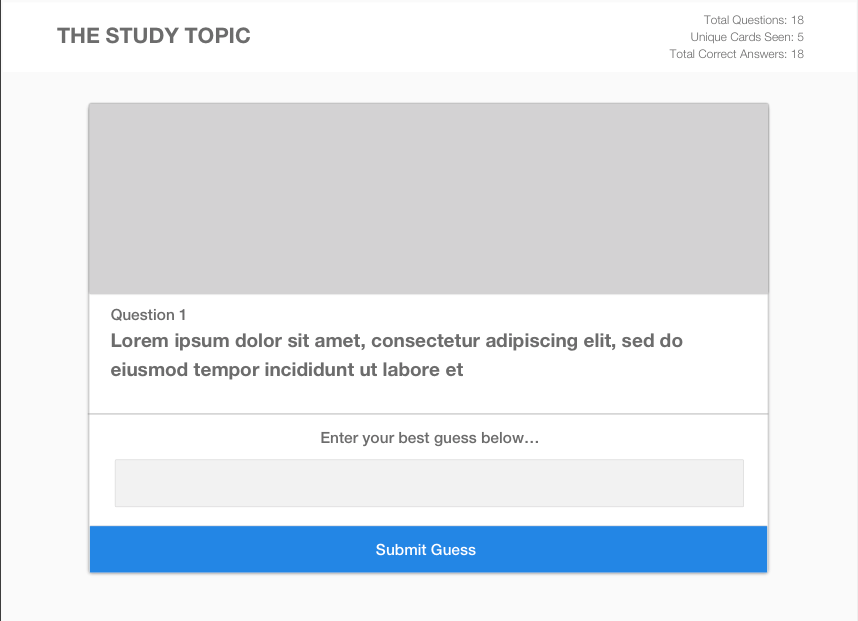 THE STUDY TOPIC
Total Questions: 18
Unique Cards Seen: 5
Total Correct Answers: 18
Question 1
Lorem ipsum dolor sit amet, consectetur adipiscing elit, sed do
eiusmod tempor incididunt ut labore et
Enter your best guess below…
Submit Guess